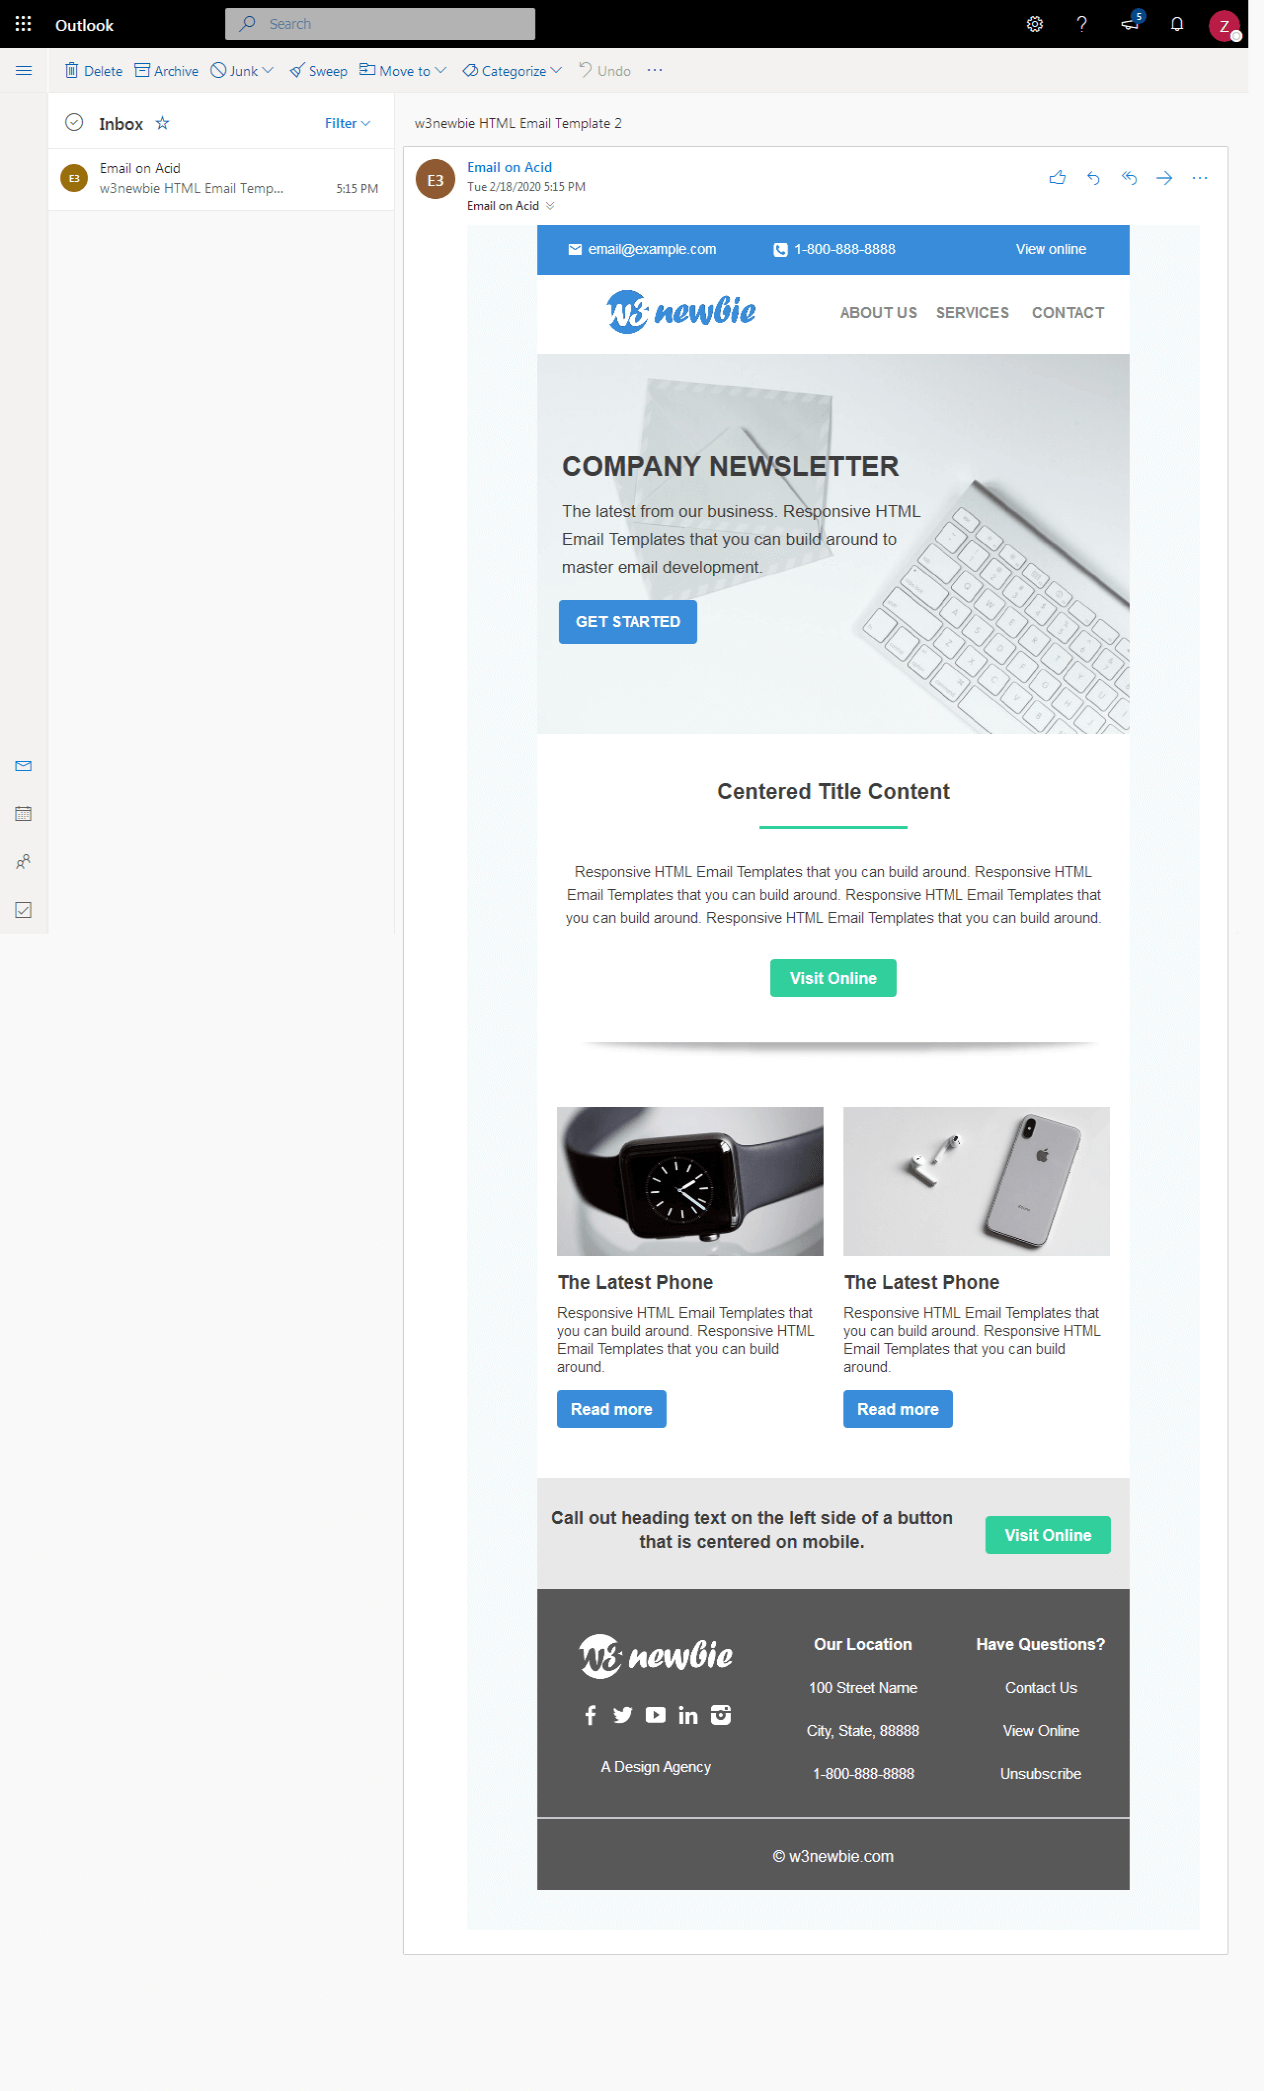 Outlook
Search
5
Z
Delete
Archive
Junk
Sweep
Move to
Categorize
Undo
Inbox
Filter
E3
Email on Acid
w3newbie HTML Email Temp...
5:15 PM
w3newbie HTML Email Template 2
E3
Email on Acid
Tue 2/18/2020 5:15 PM
Email on Acid
email@example.com
1-800-888-8888
View online
w3newbie
ABOUT US
SERVICES
CONTACT
COMPANY NEWSLETTER
The latest from our business. Responsive HTML
Email Templates that you can build around to
master email development.
GET STARTED
Centered Title Content
Responsive HTML Email Templates that you can build around. Responsive HTML
Email Templates that you can build around. Responsive HTML Email Templates that
you can build around. Responsive HTML Email Templates that you can build around.
Visit Online
The Latest Phone
Responsive HTML Email Templates that
you can build around. Responsive HTML
Email Templates that you can build
around.
Read more
The Latest Phone
Responsive HTML Email Templates that
you can build around. Responsive HTML
Email Templates that you can build
around.
Read more
Call out heading text on the left side of a button
that is centered on mobile.
Visit Online
w3newbie
A Design Agency
Our Location
100 Street Name
City, State, 88888
1-800-888-8888
Have Questions?
Contact Us
View Online
Unsubscribe
© w3newbie.com